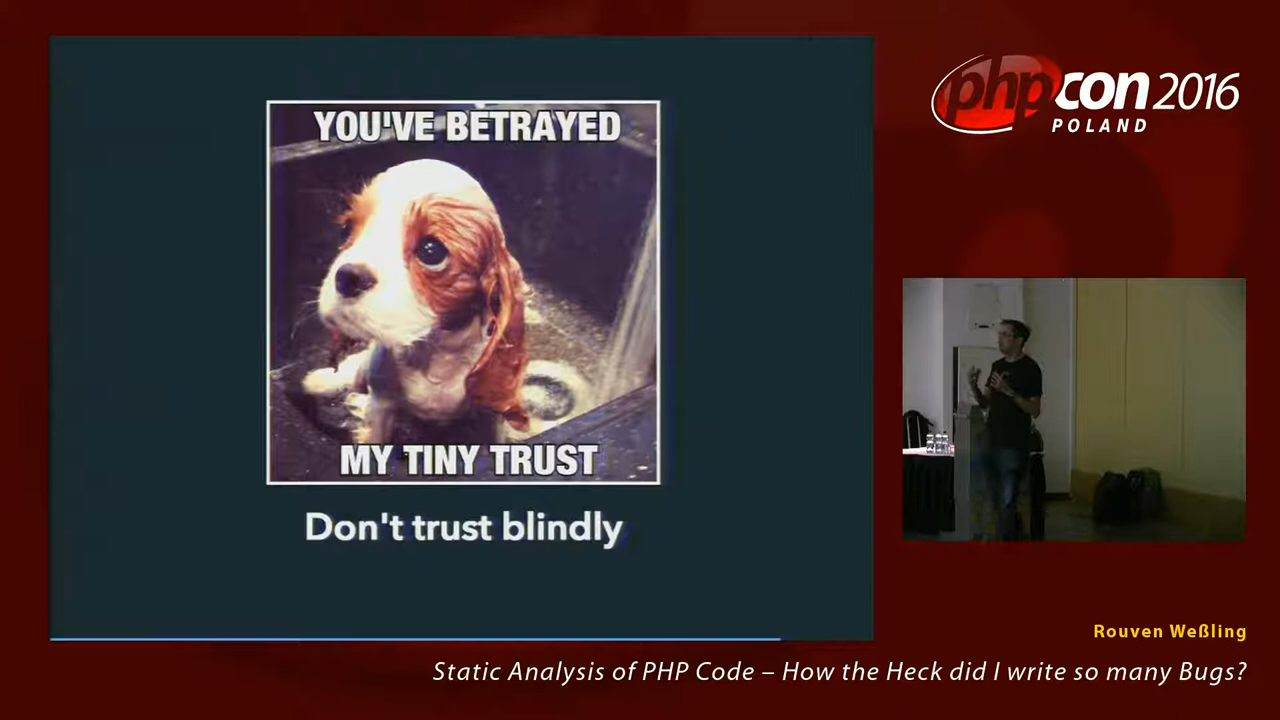 YOU'VE BETRAYED
MY TINY TRUST
Don't trust blindly
phpcon 2016
POLAND
Rouven Weßling
Static Analysis of PHP Code – How the Heck did I write so many Bugs?